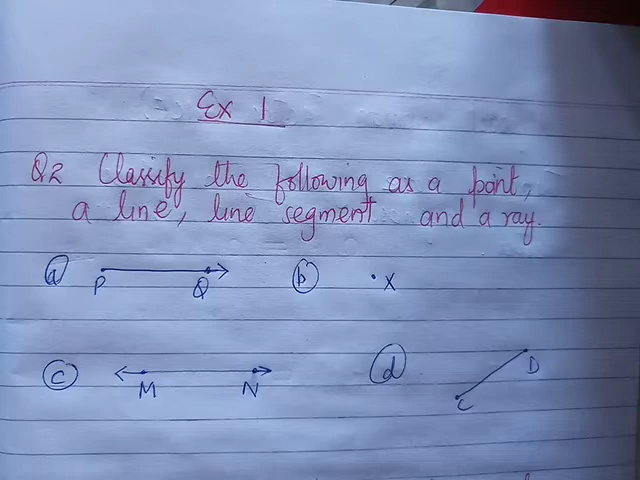 Ex 1
Q2 Classify the following as a point,
a line, line segment and a ray.
a P Q b X
c M N d C D